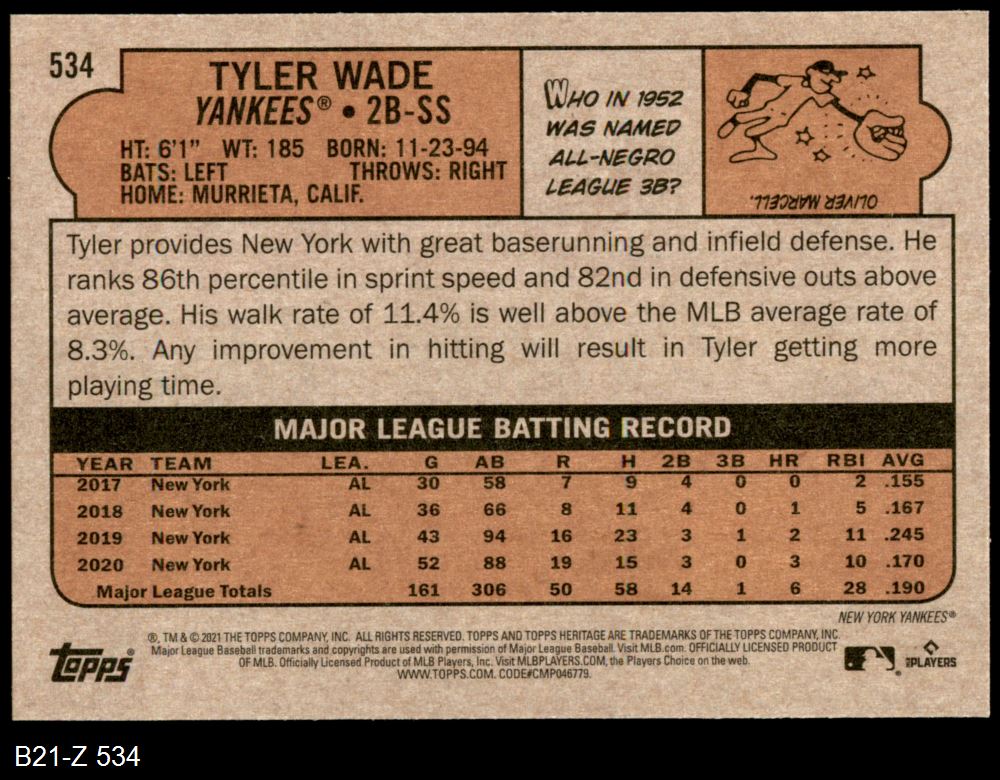 534
TYLER WADE
YANKEES® • 2B-SS
HT: 6'1" WT: 185 BORN: 11-23-94
BATS: LEFT THROWS: RIGHT
HOME: MURRIETA, CALIF.
WHO IN 1952
WAS NAMED
ALL-NEGRO
LEAGUE 3B?
OLIVER MARCELL.
Tyler provides New York with great baserunning and infield defense. He
ranks 86th percentile in sprint speed and 82nd in defensive outs above
average. His walk rate of 11.4% is well above the MLB average rate of
8.3%. Any improvement in hitting will result in Tyler getting more
playing time.
MAJOR LEAGUE BATTING RECORD
YEAR TEAM LEA. G AB R H 2B 3B HR RBI AVG
2017 New York AL 30 58 7 9 4 0 0 2 .155
2018 New York AL 36 66 8 11 4 0 1 5 .167
2019 New York AL 43 94 16 23 3 1 2 11 .245
2020 New York AL 52 88 19 15 3 0 3 10 .170
Major League Totals 161 306 50 58 14 1 6 28 .190
NEW YORK YANKEES®
®, TM & © 2021 THE TOPPS COMPANY, INC. ALL RIGHTS RESERVED. TOPPS AND TOPPS HERITAGE ARE TRADEMARKS OF THE TOPPS COMPANY, INC.
Major League Baseball trademarks and copyrights are used with permission of Major League Baseball. Visit MLB.com. OFFICIALLY LICENSED PRODUCT
OF MLB. Officially Licensed Product of MLB Players, Inc. Visit MLBPLAYERS.COM, the Players Choice on the web.
WWW.TOPPS.COM. CODE#CMP046779.
topps®
MLBPLAYERS
B21-Z 534